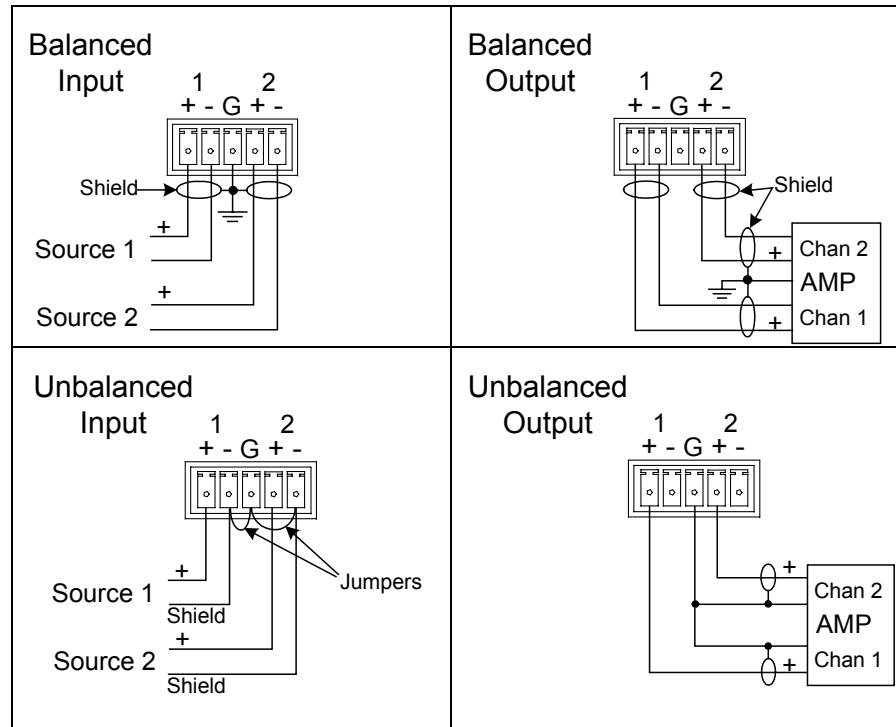 Balanced
Input
1 2
+ - G + -
Shield
+
Source 1
+
Source 2
Balanced
Output
1 2
+ - G + -
Shield
Chan 2
+
AMP
Chan 1
+
Unbalanced
Input
1 2
+ - G + -
Jumpers
+
Source 1
Shield
+
Source 2
Shield
Unbalanced
Output
1 2
+ - G + -
+
Chan 2
AMP
Chan 1
+